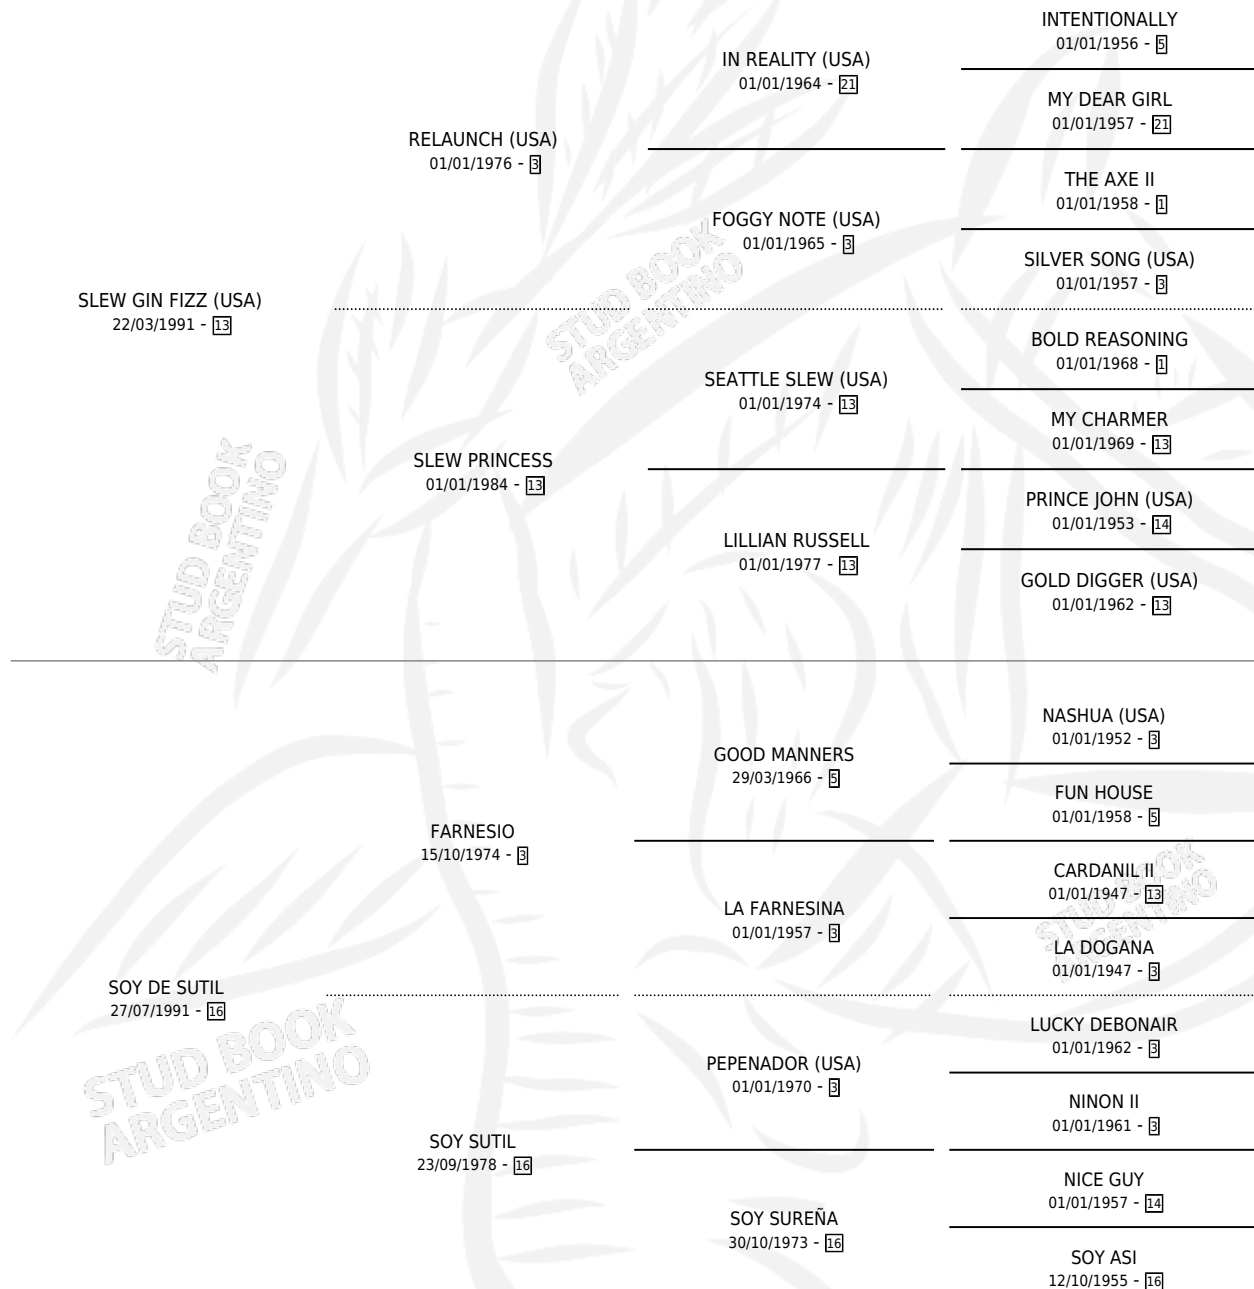 INTENTIONALLY
01/01/1956 - 5
IN REALITY (USA)
01/01/1964 - 21
MY DEAR GIRL
01/01/1957 - 21
RELAUNCH (USA)
01/01/1976 - 3
THE AXE II
01/01/1958 - 1
FOGGY NOTE (USA)
01/01/1965 - 3
SILVER SONG (USA)
01/01/1957 - 3
STUD BOOK
ARGENTINO
SLEW GIN FIZZ (USA)
22/03/1991 - 13
BOLD REASONING
01/01/1968 - 1
SEATTLE SLEW (USA)
01/01/1974 - 13
MY CHARMER
01/01/1969 - 13
SLEW PRINCESS
01/01/1984 - 13
PRINCE JOHN (USA)
01/01/1953 - 14
LILLIAN RUSSELL
01/01/1977 - 13
GOLD DIGGER (USA)
01/01/1962 - 13
STUD BOOK
ARGENTINO
NASHUA (USA)
01/01/1952 - 3
GOOD MANNERS
29/03/1966 - 5
FUN HOUSE
01/01/1958 - 5
FARNESIO
15/10/1974 - 3
CARDANIL II
01/01/1947 - 13
LA FARNESINA
01/01/1957 - 3
LA DOGANA
01/01/1947 - 3
STUD BOOK
ARGENTINO
SOY DE SUTIL
27/07/1991 - 16
LUCKY DEBONAIR
01/01/1962 - 3
PEPENADOR (USA)
01/01/1970 - 3
NINON II
01/01/1961 - 3
STUD BOOK
ARGENTINO
SOY SUTIL
23/09/1978 - 16
NICE GUY
01/01/1957 - 14
SOY SUREÑA
30/10/1973 - 16
SOY ASI
12/10/1955 - 16